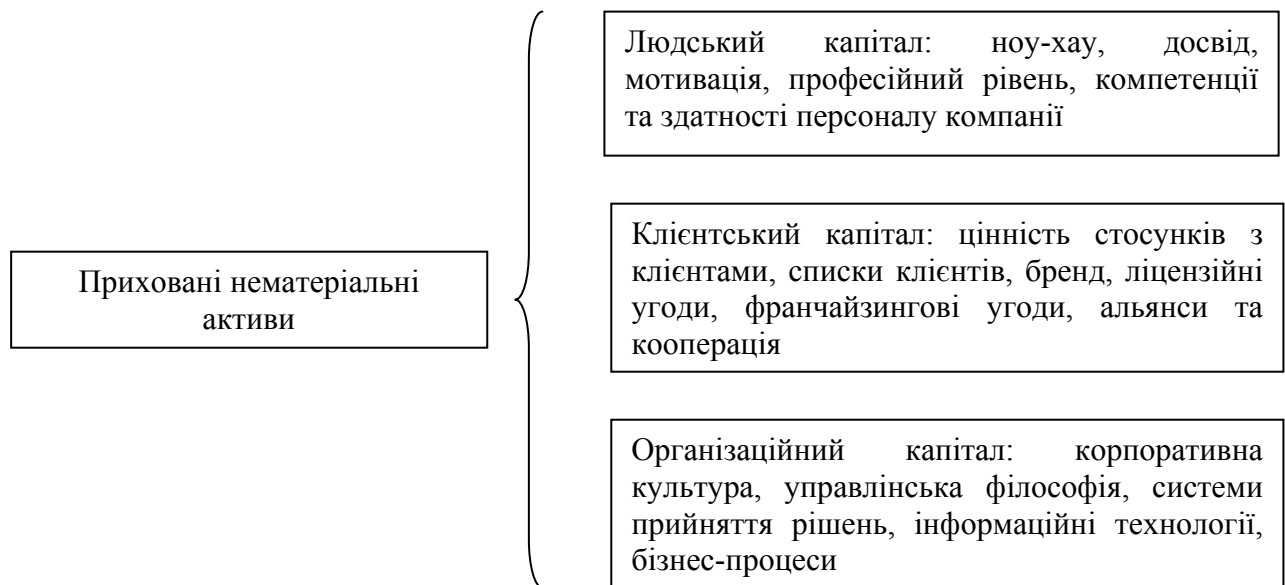 Приховані нематеріальні
активи
Людський капітал: ноу-хау, досвід,
мотивація, професійний рівень, компетенції
та здатності персоналу компанії
Клієнтський капітал: цінність стосунків з
клієнтами, списки клієнтів, бренд, ліцензійні
угоди, франчайзингові угоди, альянси та
кооперація
Організаційний капітал: корпоративна
культура, управлінська філософія, системи
прийняття рішень, інформаційні технології,
бізнес-процеси